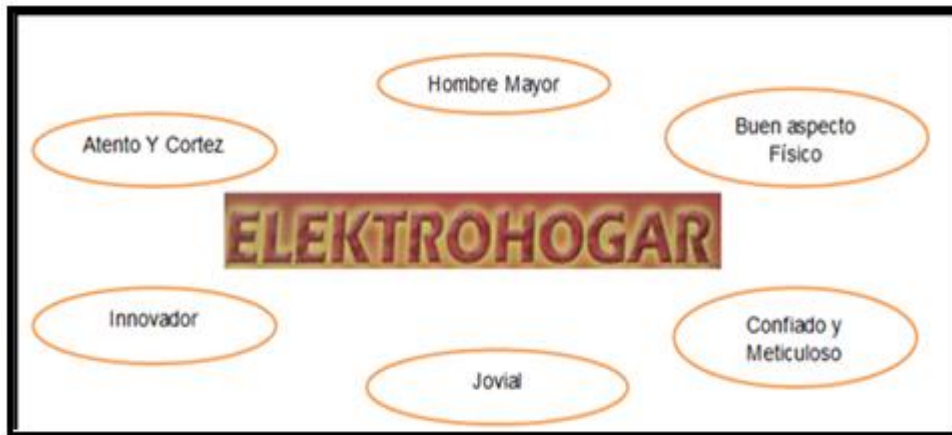 Hombre Mayor
Atento Y Cortez
Buen aspecto
Físico
ELEKTROHOGAR
Innovador
Confiado y
Meticuloso
Jovial